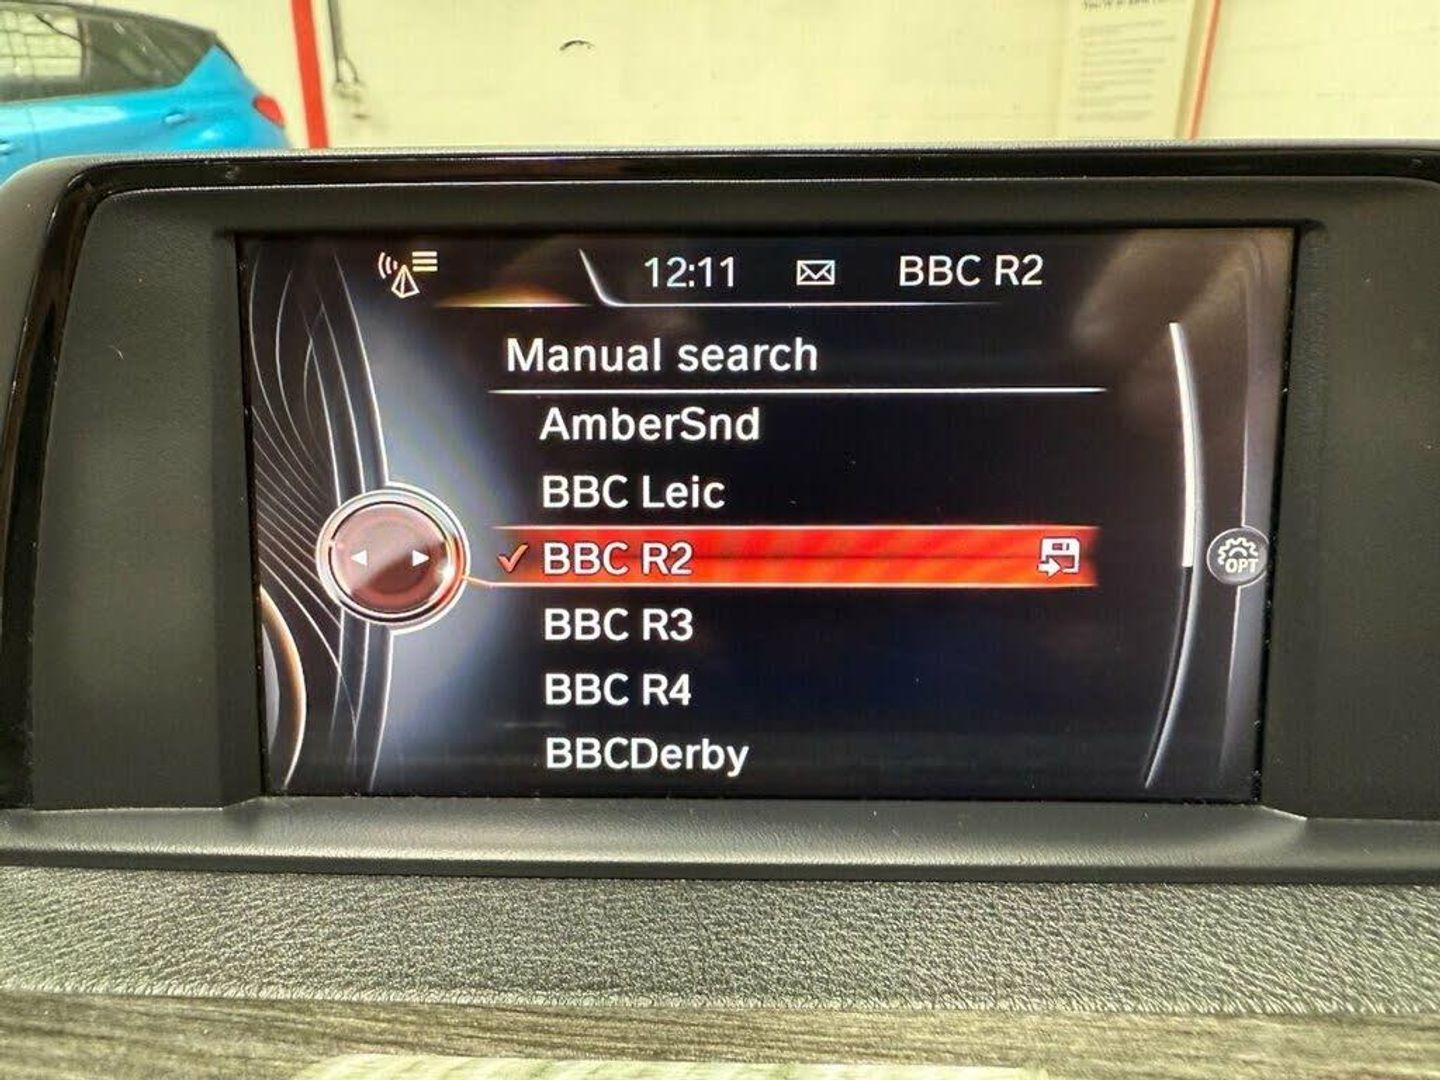 12:11 BBC R2
Manual search
AmberSnd
BBC Leic
BBC R2
BBC R3
BBC R4
BBCDerby
OPT